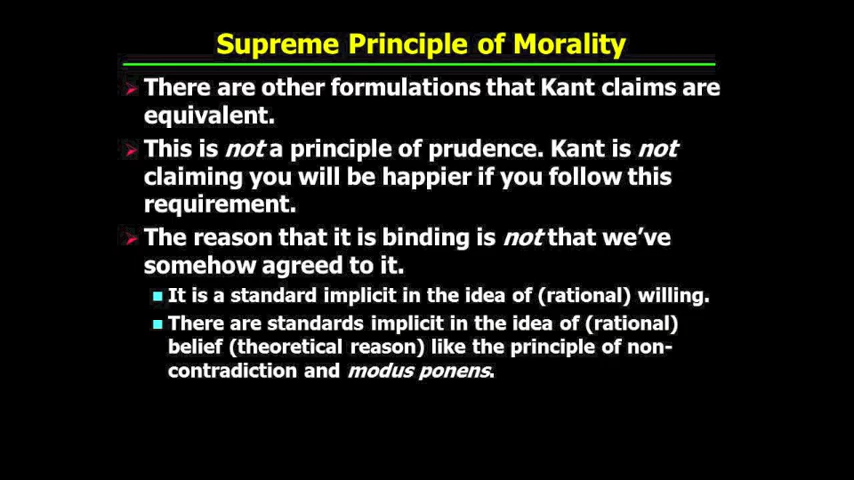 Supreme Principle of Morality
There are other formulations that Kant claims are
equivalent.
This is not a principle of prudence. Kant is not
claiming you will be happier if you follow this
requirement.
The reason that it is binding is not that we’ve
somehow agreed to it.
It is a standard implicit in the idea of (rational) willing.
There are standards implicit in the idea of (rational)
belief (theoretical reason) like the principle of non-
contradiction and modus ponens.